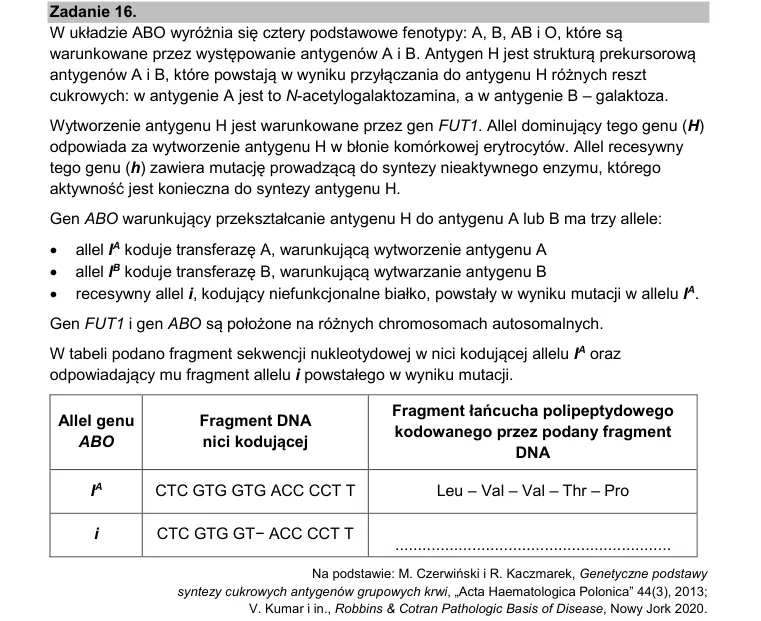 Zadanie 16.
W układzie ABO wyróżnia się cztery podstawowe fenotypy: A, B, AB i O, które są
warunkowane przez występowanie antygenów A i B. Antygen H jest strukturą prekursorową
antygenów A i B, które powstają w wyniku przyłączania do antygenu H różnych reszt
cukrowych: w antygenie A jest to N-acetylogalaktozamina, a w antygenie B – galaktoza.
Wytworzenie antygenu H jest warunkowane przez gen FUT1. Allel dominujący tego genu (H)
odpowiada za wytworzenie antygenu H w błonie komórkowej erytrocytów. Allel recesywny
tego genu (h) zawiera mutację prowadzącą do syntezy nieaktywnego enzymu, którego
aktywność jest konieczna do syntezy antygenu H.
Gen ABO warunkujący przekształcanie antygenu H do antygenu A lub B ma trzy allele:
• allel Iᴬ koduje transferazę A, warunkującą wytworzenie antygenu A
• allel Iᴮ koduje transferazę B, warunkującą wytwarzanie antygenu B
• recesywny allel i, kodujący niefunkcjonalne białko, powstały w wyniku mutacji w allelu Iᴬ.
Gen FUT1 i gen ABO są położone na różnych chromosomach autosomalnych.
W tabeli podano fragment sekwencji nukleotydowej w nici kodującej allelu Iᴬ oraz
odpowiadający mu fragment allelu i powstałego w wyniku mutacji.
Allel genu
ABO
Fragment DNA
nici kodującej
Fragment łańcucha polipeptydowego
kodowanego przez podany fragment
DNA
Iᴬ
CTC GTG GTG ACC CCT T
Leu – Val – Val – Thr – Pro
i
CTC GTG GT− ACC CCT T
.............................................................
Na podstawie: M. Czerwiński i R. Kaczmarek, Genetyczne podstawy
syntezy cukrowych antygenów grupowych krwi, „Acta Haematologica Polonica” 44(3), 2013;
V. Kumar i in., Robbins & Cotran Pathologic Basis of Disease, Nowy Jork 2020.